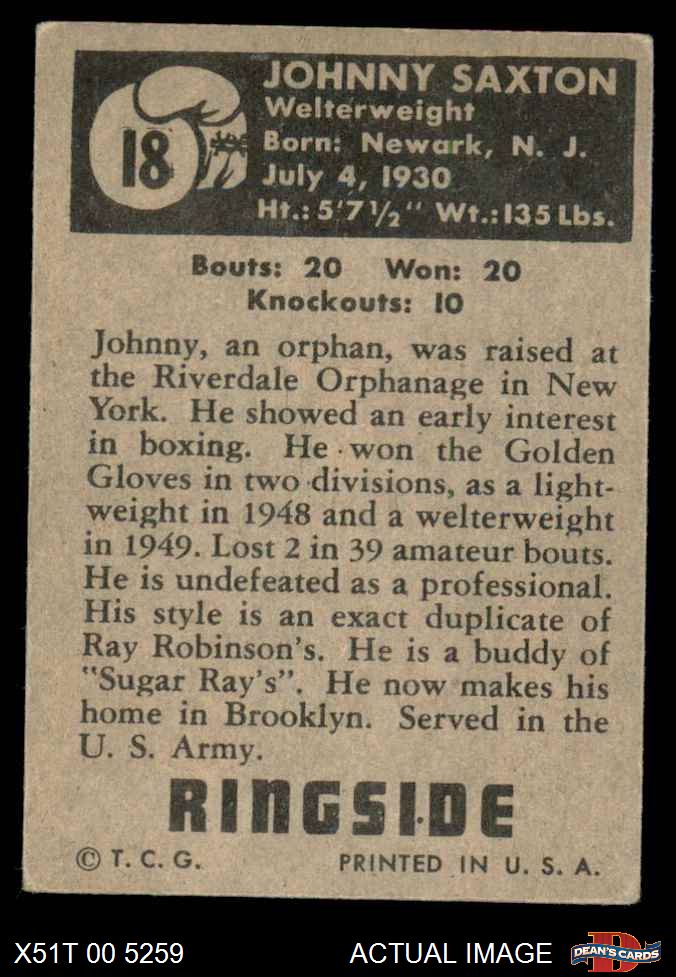 18
JOHNNY SAXTON
Welterweight
Born: Newark, N. J.
July 4, 1930
Ht.: 5'7 1/2" Wt.: 135 Lbs.
Bouts: 20 Won: 20
Knockouts: 10
Johnny, an orphan, was raised at
the Riverdale Orphanage in New
York. He showed an early interest
in boxing. He won the Golden
Gloves in two divisions, as a light-
weight in 1948 and a welterweight
in 1949. Lost 2 in 39 amateur bouts.
He is undefeated as a professional.
His style is an exact duplicate of
Ray Robinson's. He is a buddy of
"Sugar Ray's". He now makes his
home in Brooklyn. Served in the
U. S. Army.
RINGSIDE
© T. C. G. PRINTED IN U. S. A.
X51T 00 5259 ACTUAL IMAGE DEAN'S CARDS